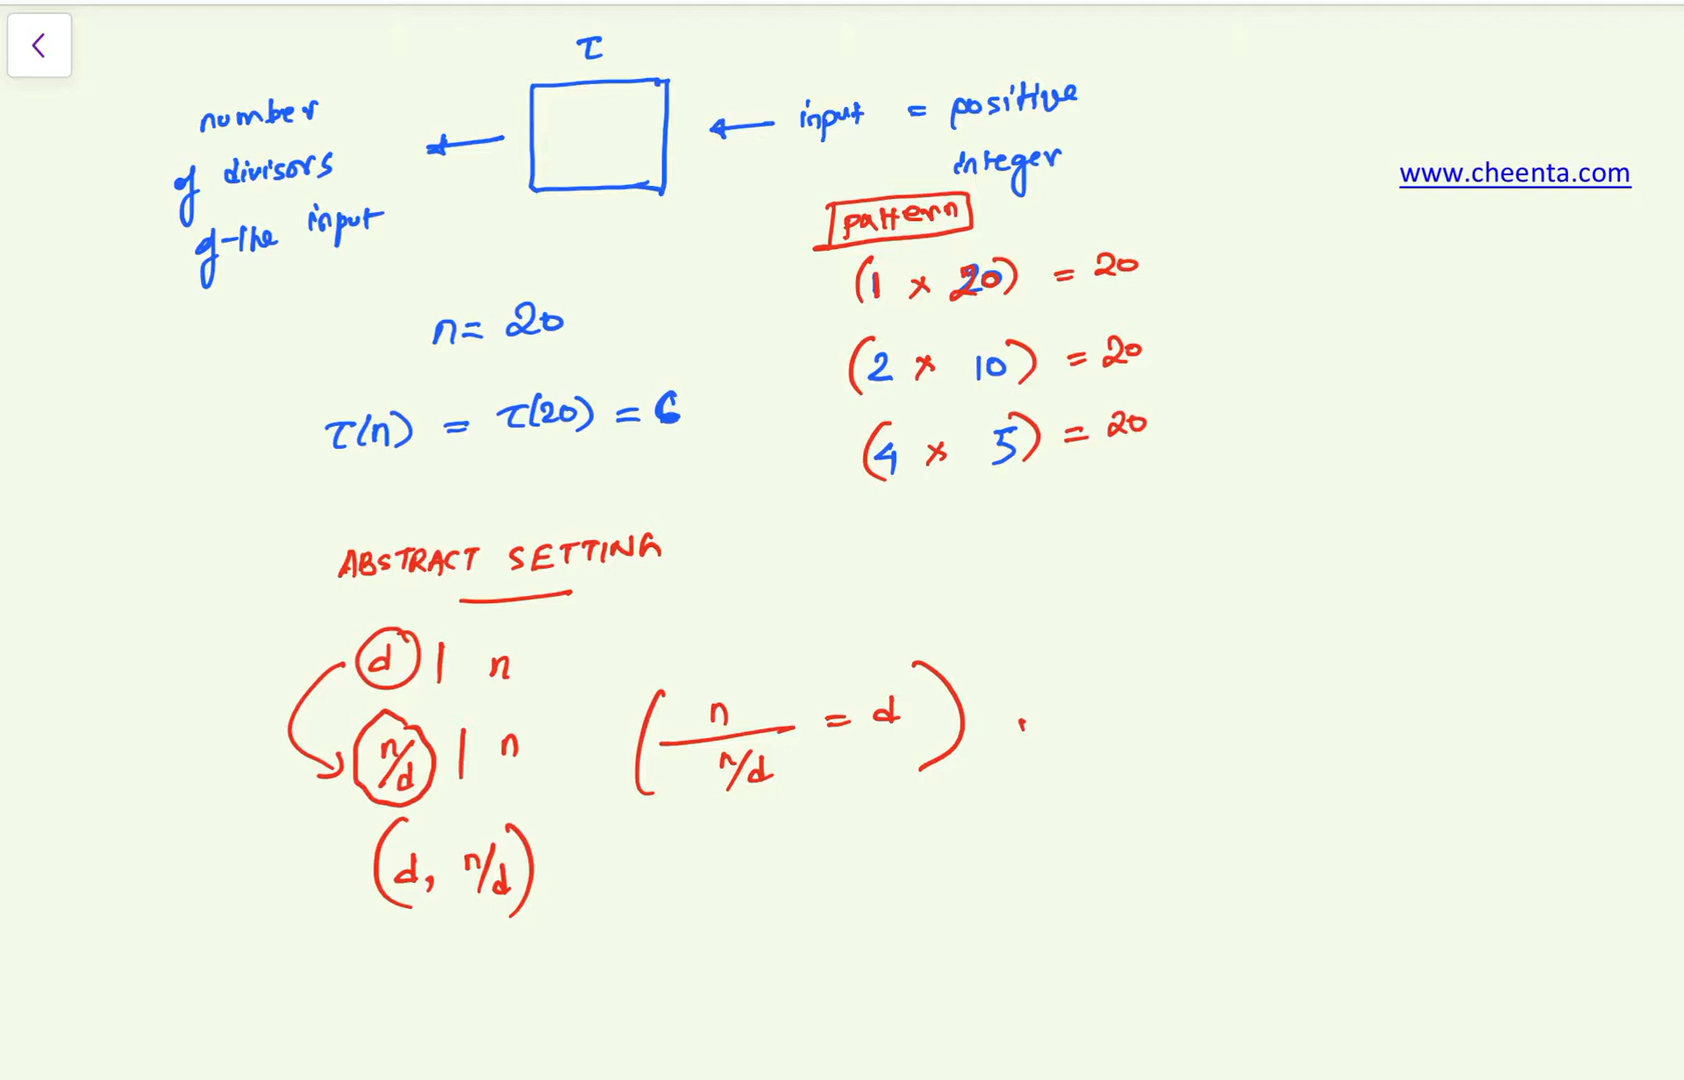 τ
number
of divisors
of the input
input = positive
integer
www.cheenta.com
pattern
(1 × 20) = 20
n = 20
(2 × 10) = 20
τ(n) = τ(20) = 6
(4 × 5) = 20
ABSTRACT SETTING
d | n
n/d | n
( n / n/d = d )
(d, n/d)